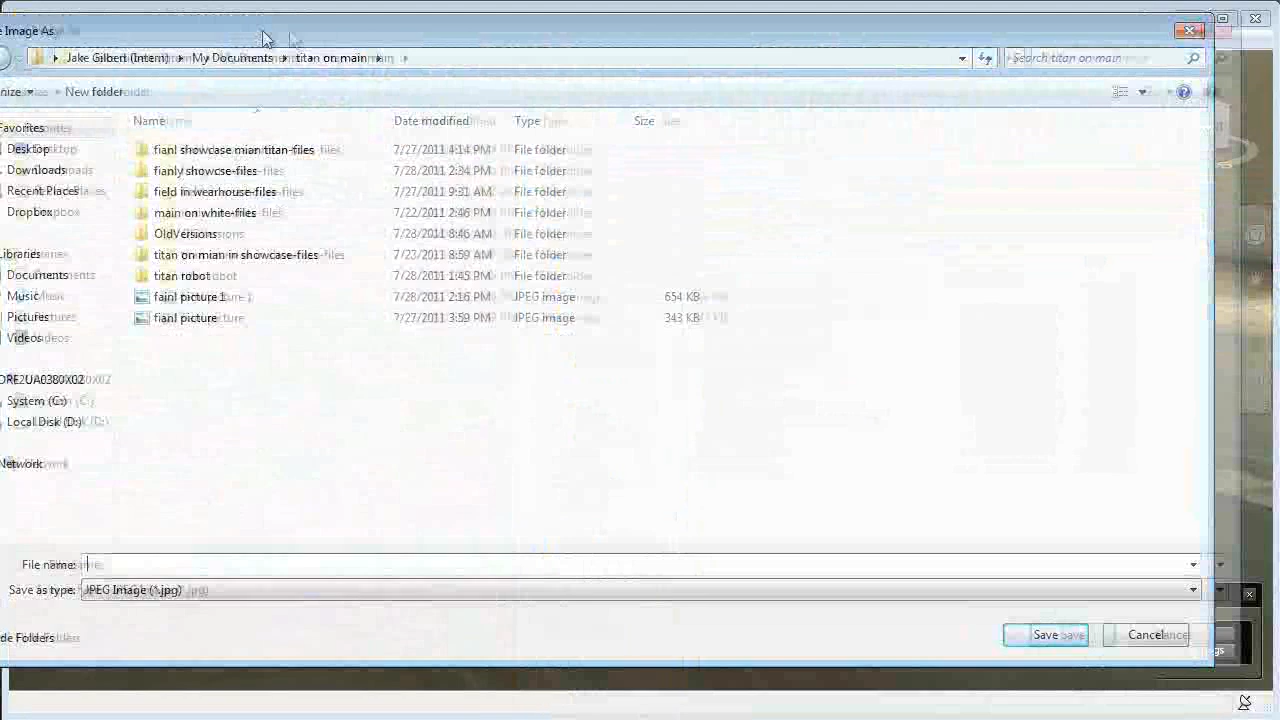 e Image As
Jake Gilbert (Intent) My Documents titan on main Search titan on main
nize New folder
Name Date modified Type Size
Favorites
Desktop
Downloads
Recent Places
Dropbox
Libraries
Documents
Music
Pictures
Videos
ORE2UA0380X02
System (C:)
Local Disk (D:)
Network
fianl showcase mian titan-files 7/27/2011 4:14 PM File folder
fianly showcse-files 7/28/2011 2:34 PM File folder
field in wearhouse-files 7/27/2011 9:31 AM File folder
main on white-files 7/22/2011 2:46 PM File folder
OldVersions 7/28/2011 8:46 AM File folder
titan on mian in showcase-files 7/23/2011 8:59 AM File folder
titan robot 7/28/2011 1:45 PM File folder
fainl picture 1 7/28/2011 2:16 PM JPEG image 654 KB
fianl picture 7/27/2011 3:59 PM JPEG image 343 KB
File name:
Save as type: JPEG Image (*.jpg)
de Folders Save Cancel
gs